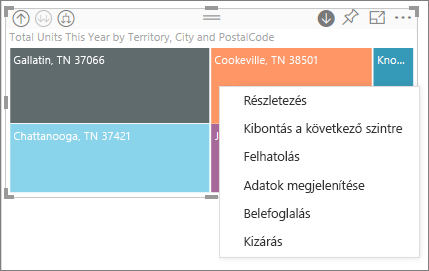 Total Units This Year by Territory, City and PostalCode
Gallatin, TN 37066
Cookeville, TN 38501
Kno...
Chattanooga, TN 37421
J
Részletezés
Kibontás a következő szintre
Felhatolás
Adatok megjelenítése
Belefoglalás
Kizárás